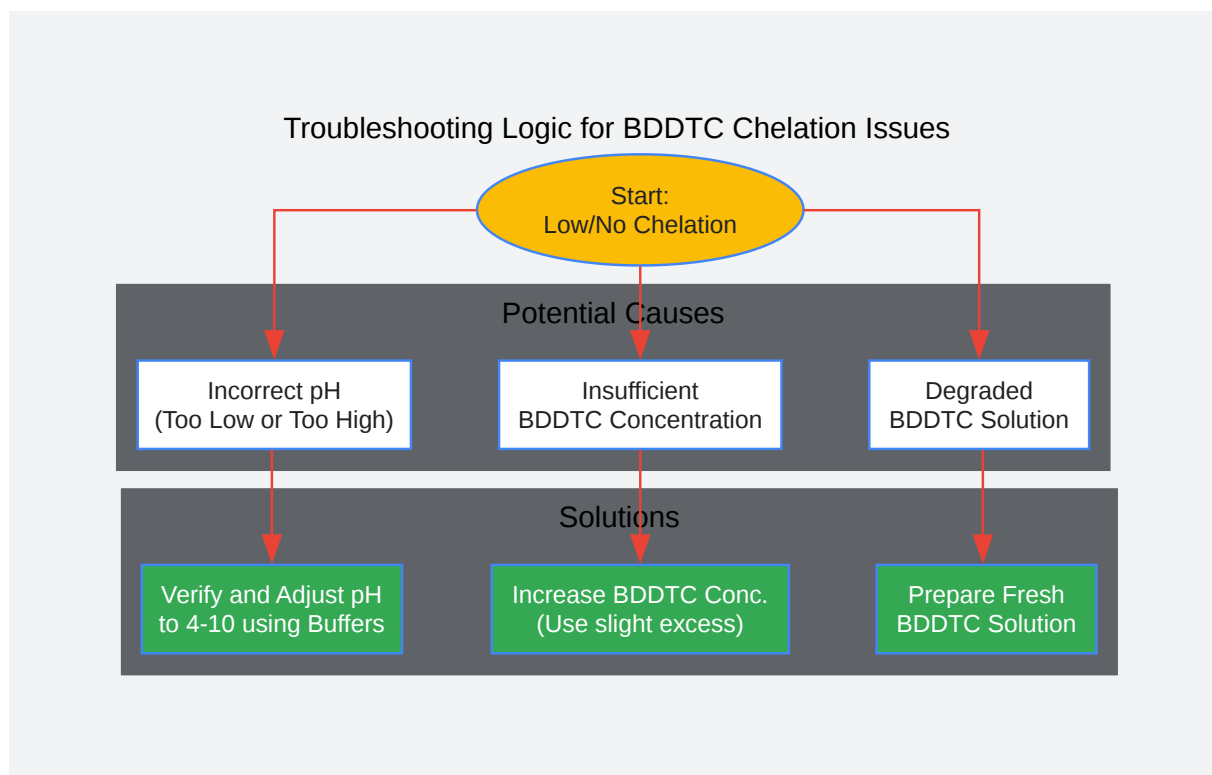 Troubleshooting Logic for BDDTC Chelation Issues
Start:
Low/No Chelation
Potential Causes
Incorrect pH
(Too Low or Too High)
Insufficient
BDDTC Concentration
Degraded
BDDTC Solution
Solutions
Verify and Adjust pH
to 4-10 using Buffers
Increase BDDTC Conc.
(Use slight excess)
Prepare Fresh
BDDTC Solution